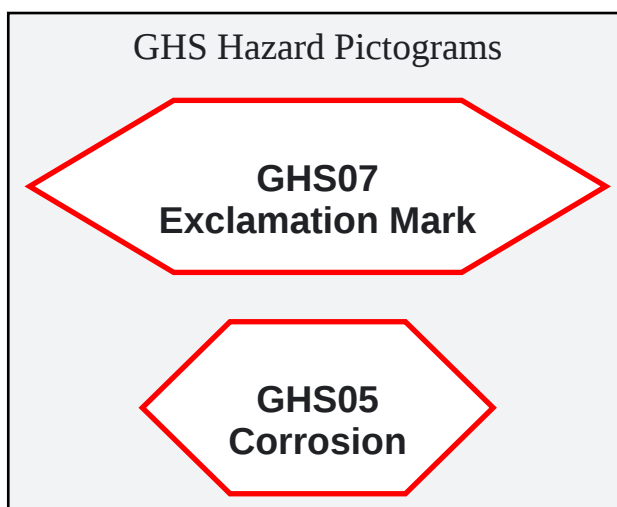 GHS Hazard Pictograms
GHS07
Exclamation Mark
GHS05
Corrosion